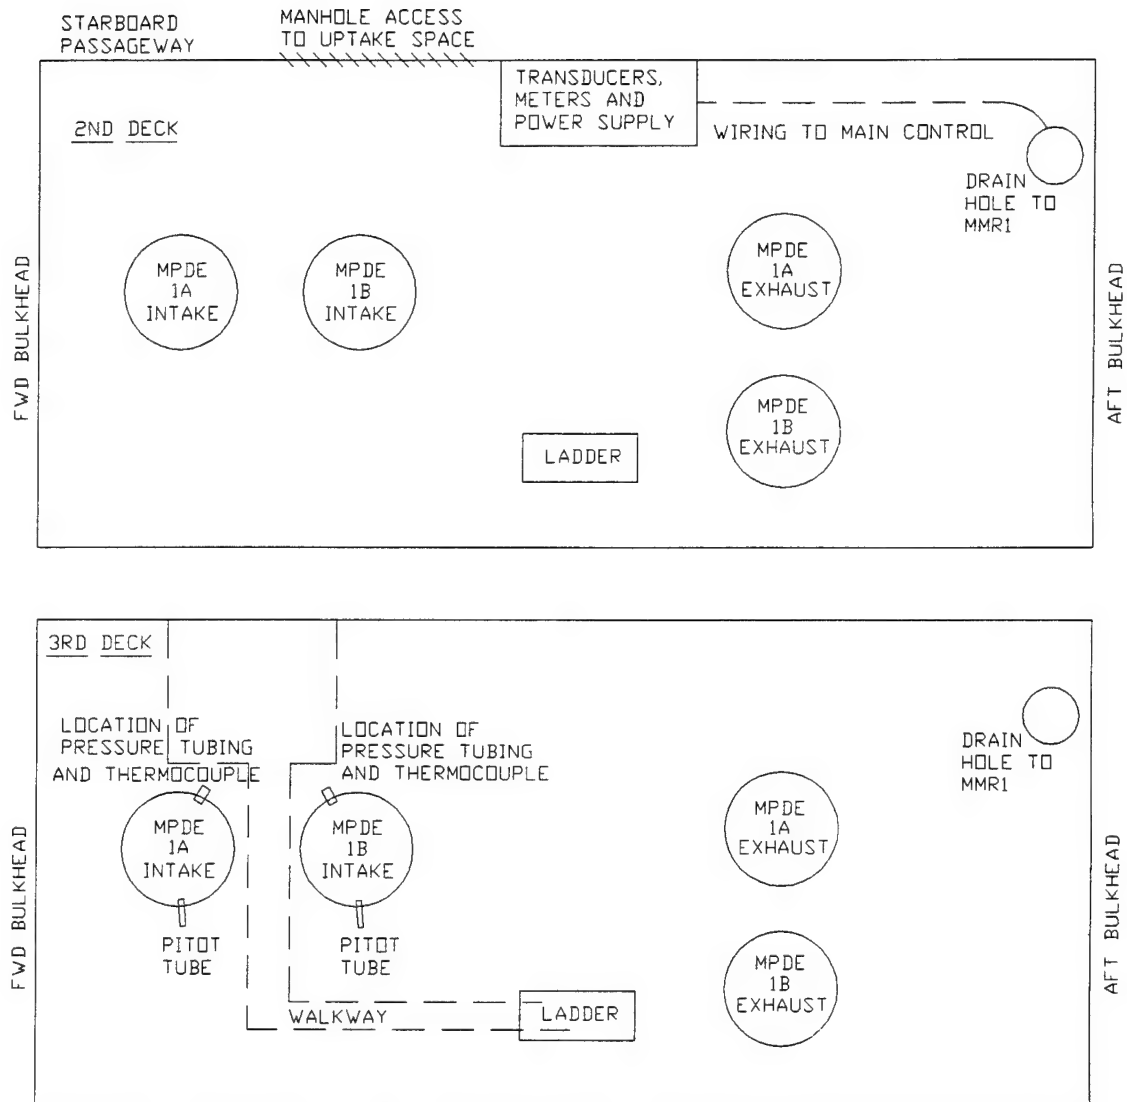 STARBOARD
PASSAGEWAY
MANHOLE ACCESS
TO UPTAKE SPACE
TRANSDUCERS,
METERS AND
POWER SUPPLY
WIRING TO MAIN CONTROL
2ND DECK
DRAIN
HOLE TO
MMR1
FWD BULKHEAD
MPDE
1A
INTAKE
MPDE
1B
INTAKE
MPDE
1A
EXHAUST
AFT BULKHEAD
MPDE
1B
EXHAUST
LADDER
3RD DECK
LOCATION OF
PRESSURE TUBING
AND THERMOCOUPLE
LOCATION OF
PRESSURE TUBING
AND THERMOCOUPLE
DRAIN
HOLE TO
MMR1
FWD BULKHEAD
MPDE
1A
INTAKE
MPDE
1B
INTAKE
MPDE
1A
EXHAUST
AFT BULKHEAD
PITOT
TUBE
PITOT
TUBE
MPDE
1B
EXHAUST
WALKWAY
LADDER